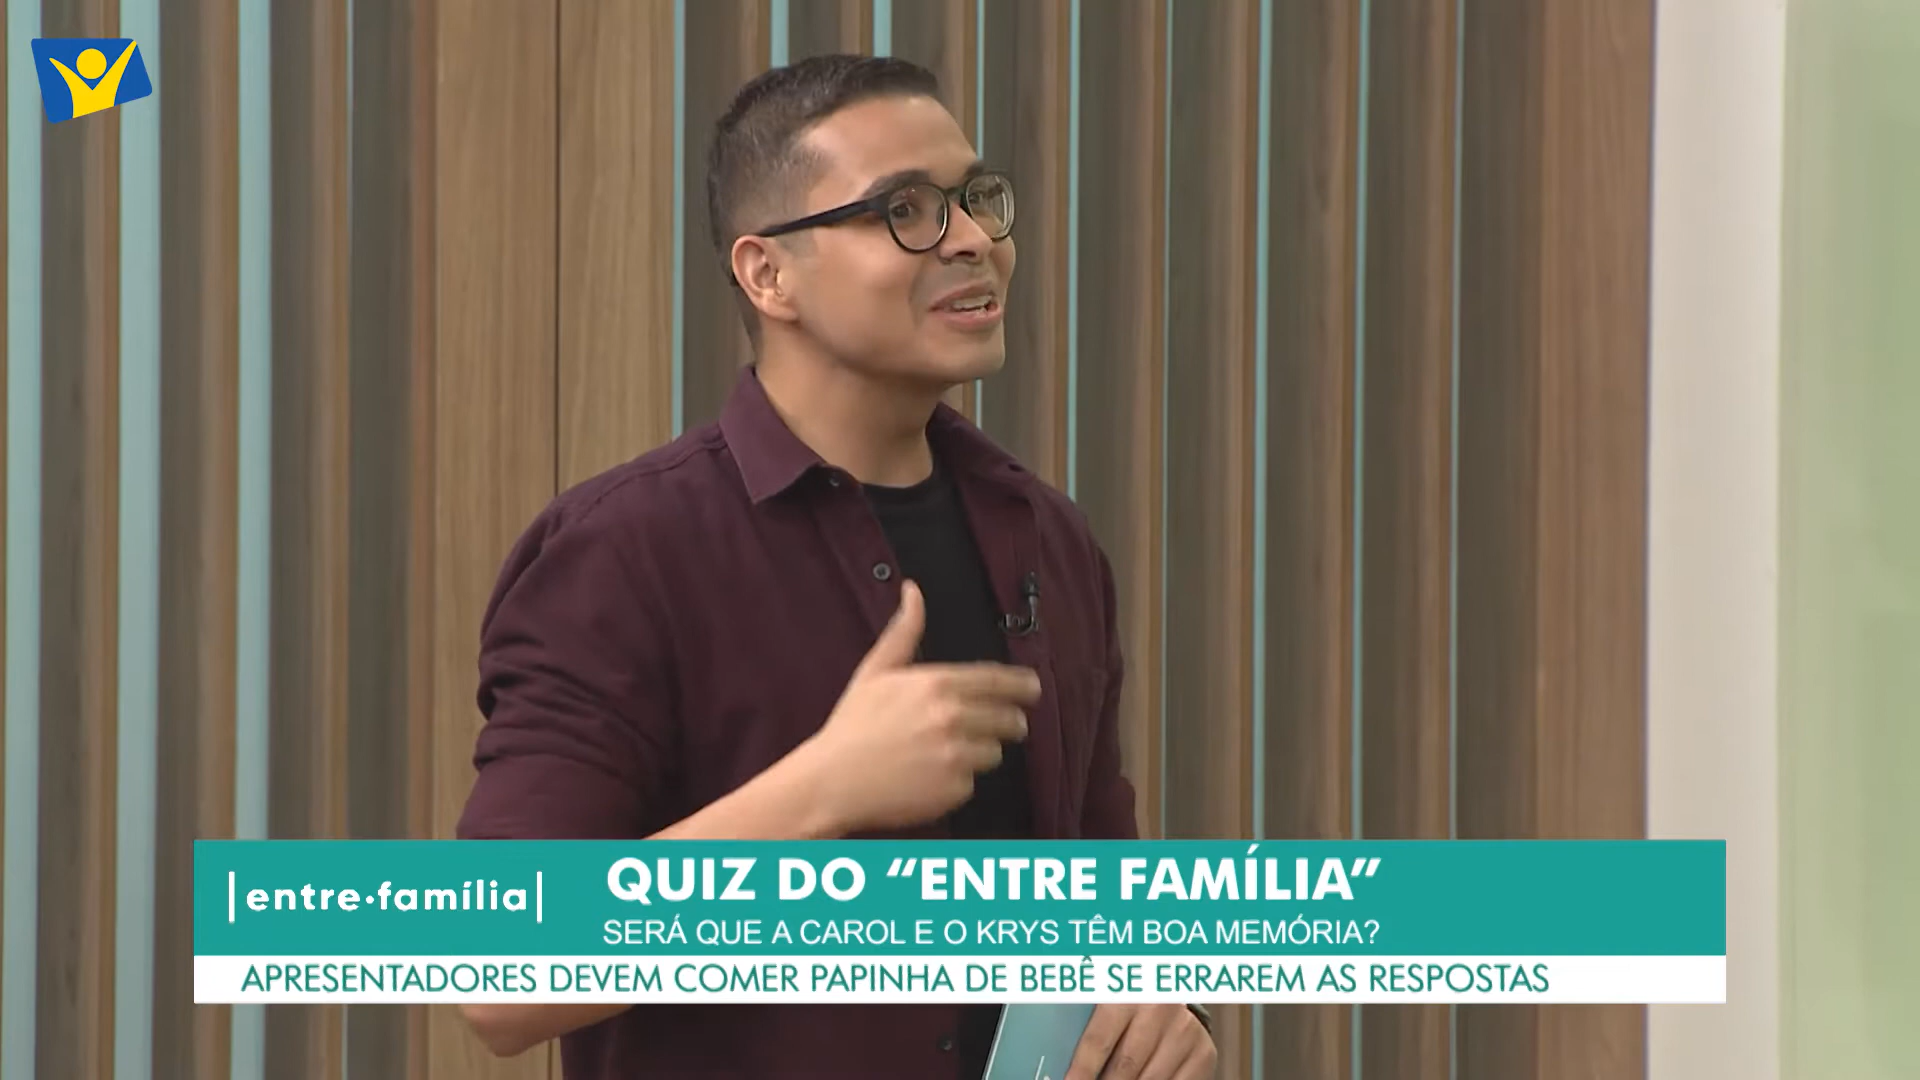 |entre·família|
QUIZ DO “ENTRE FAMÍLIA”
SERÁ QUE A CAROL E O KRYS TÊM BOA MEMÓRIA?
APRESENTADORES DEVEM COMER PAPINHA DE BEBÊ SE ERRAREM AS RESPOSTAS